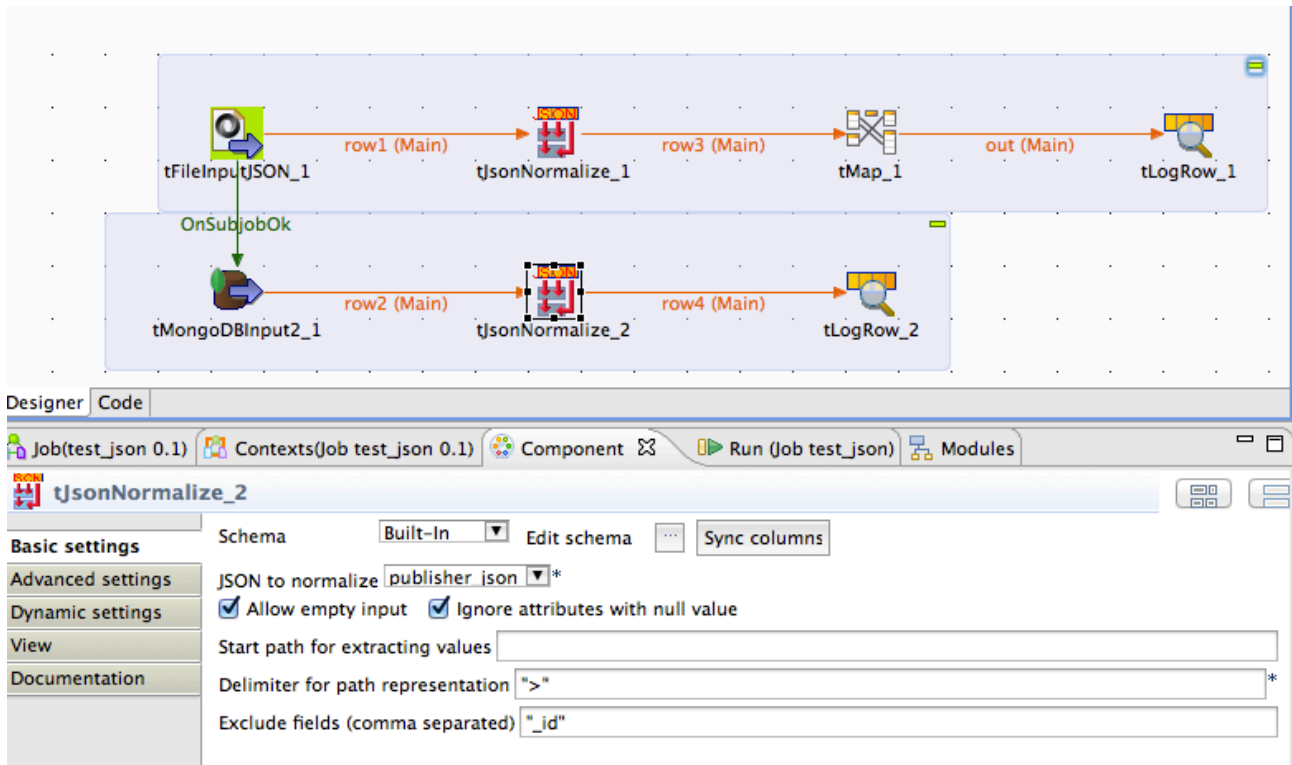 JSON
row1 (Main)
row3 (Main)
out (Main)
tFileInputJSON_1
tJsonNormalize_1
tMap_1
tLogRow_1
OnSubjobOk
JSON
row2 (Main)
row4 (Main)
tMongoDBInput2_1
tJsonNormalize_2
tLogRow_2
Designer Code
Job(test_json 0.1) Contexts(Job test_json 0.1) Component Run (Job test_json) Modules
JSON
tJsonNormalize_2
Schema Built-In Edit schema ... Sync columns
Basic settings
Advanced settings
JSON to normalize publisher_json *
Dynamic settings
Allow empty input Ignore attributes with null value
View
Start path for extracting values
Documentation
Delimiter for path representation ">" *
Exclude fields (comma separated) "_id"